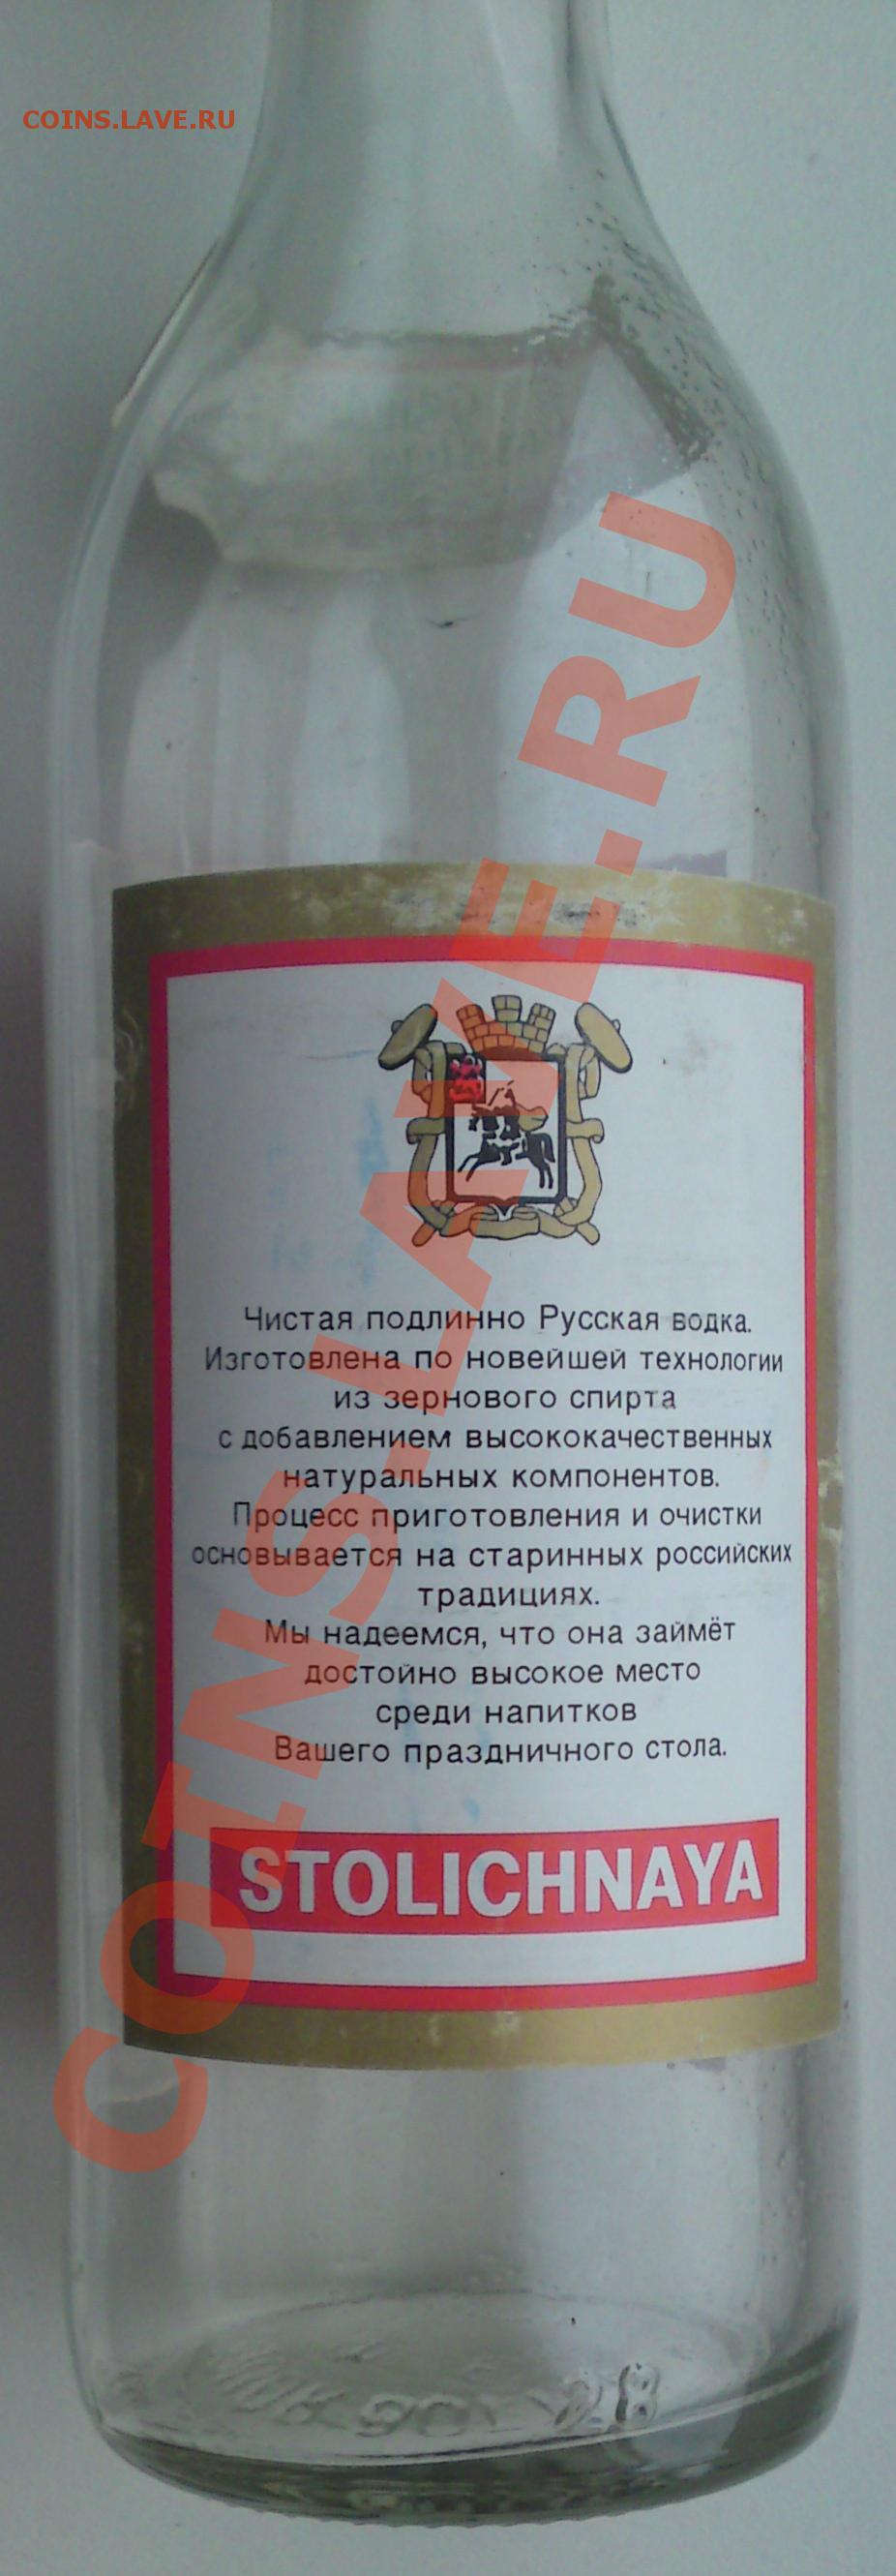 COINS.LAVE.RU
COINS.LAVE.RU
Чистая подлинно Русская водка.
Изготовлена по новейшей технологии
из зернового спирта
с добавлением высококачественных
натуральных компонентов.
Процесс приготовления и очистки
основывается на старинных российских
традициях.
Мы надеемся, что она займёт
достойно высокое место
среди напитков
Вашего праздничного стола.
STOLICHNAYA